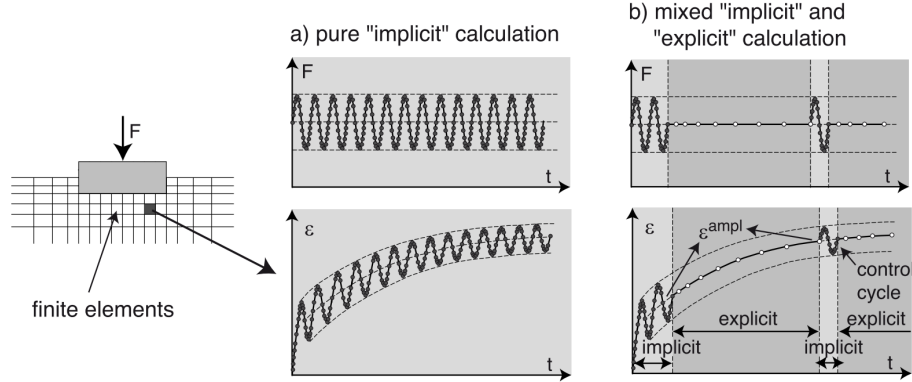 a) pure "implicit" calculation
b) mixed "implicit" and
"explicit" calculation
F
F
F
t
t
finite elements
ε
t
ε
ε^ampl
control
cycle
explicit
explicit
implicit
implicit
t